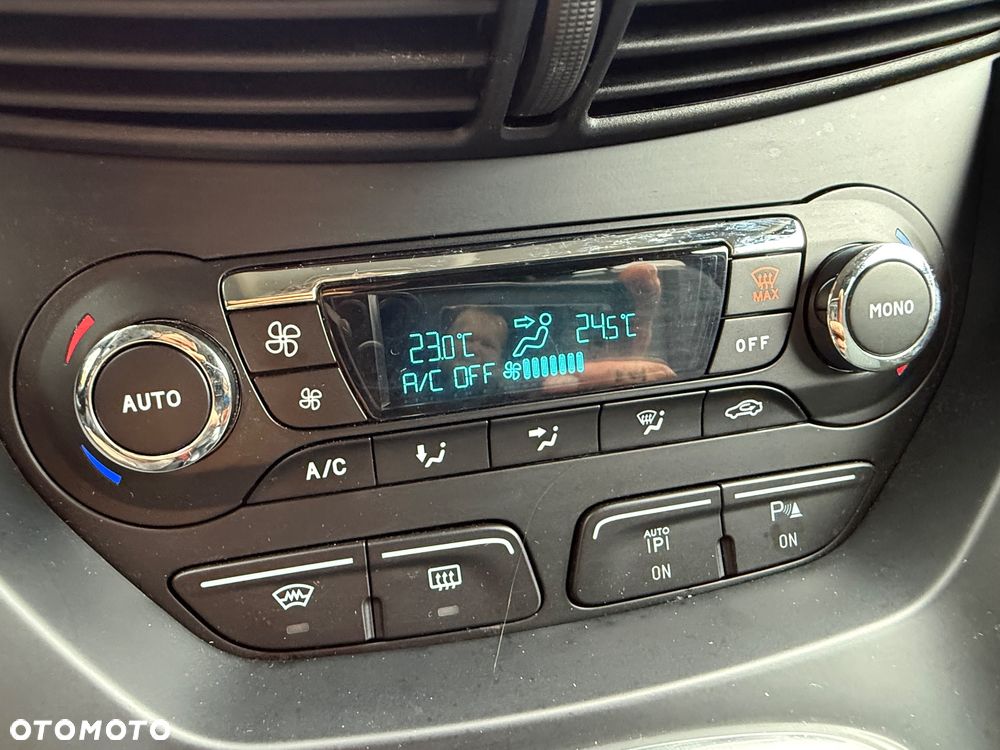 23.0°C 24.5°C
A/C OFF
MAX
OFF
MONO
AUTO
A/C
AUTO
P
ON
P
ON
OTOMOTO